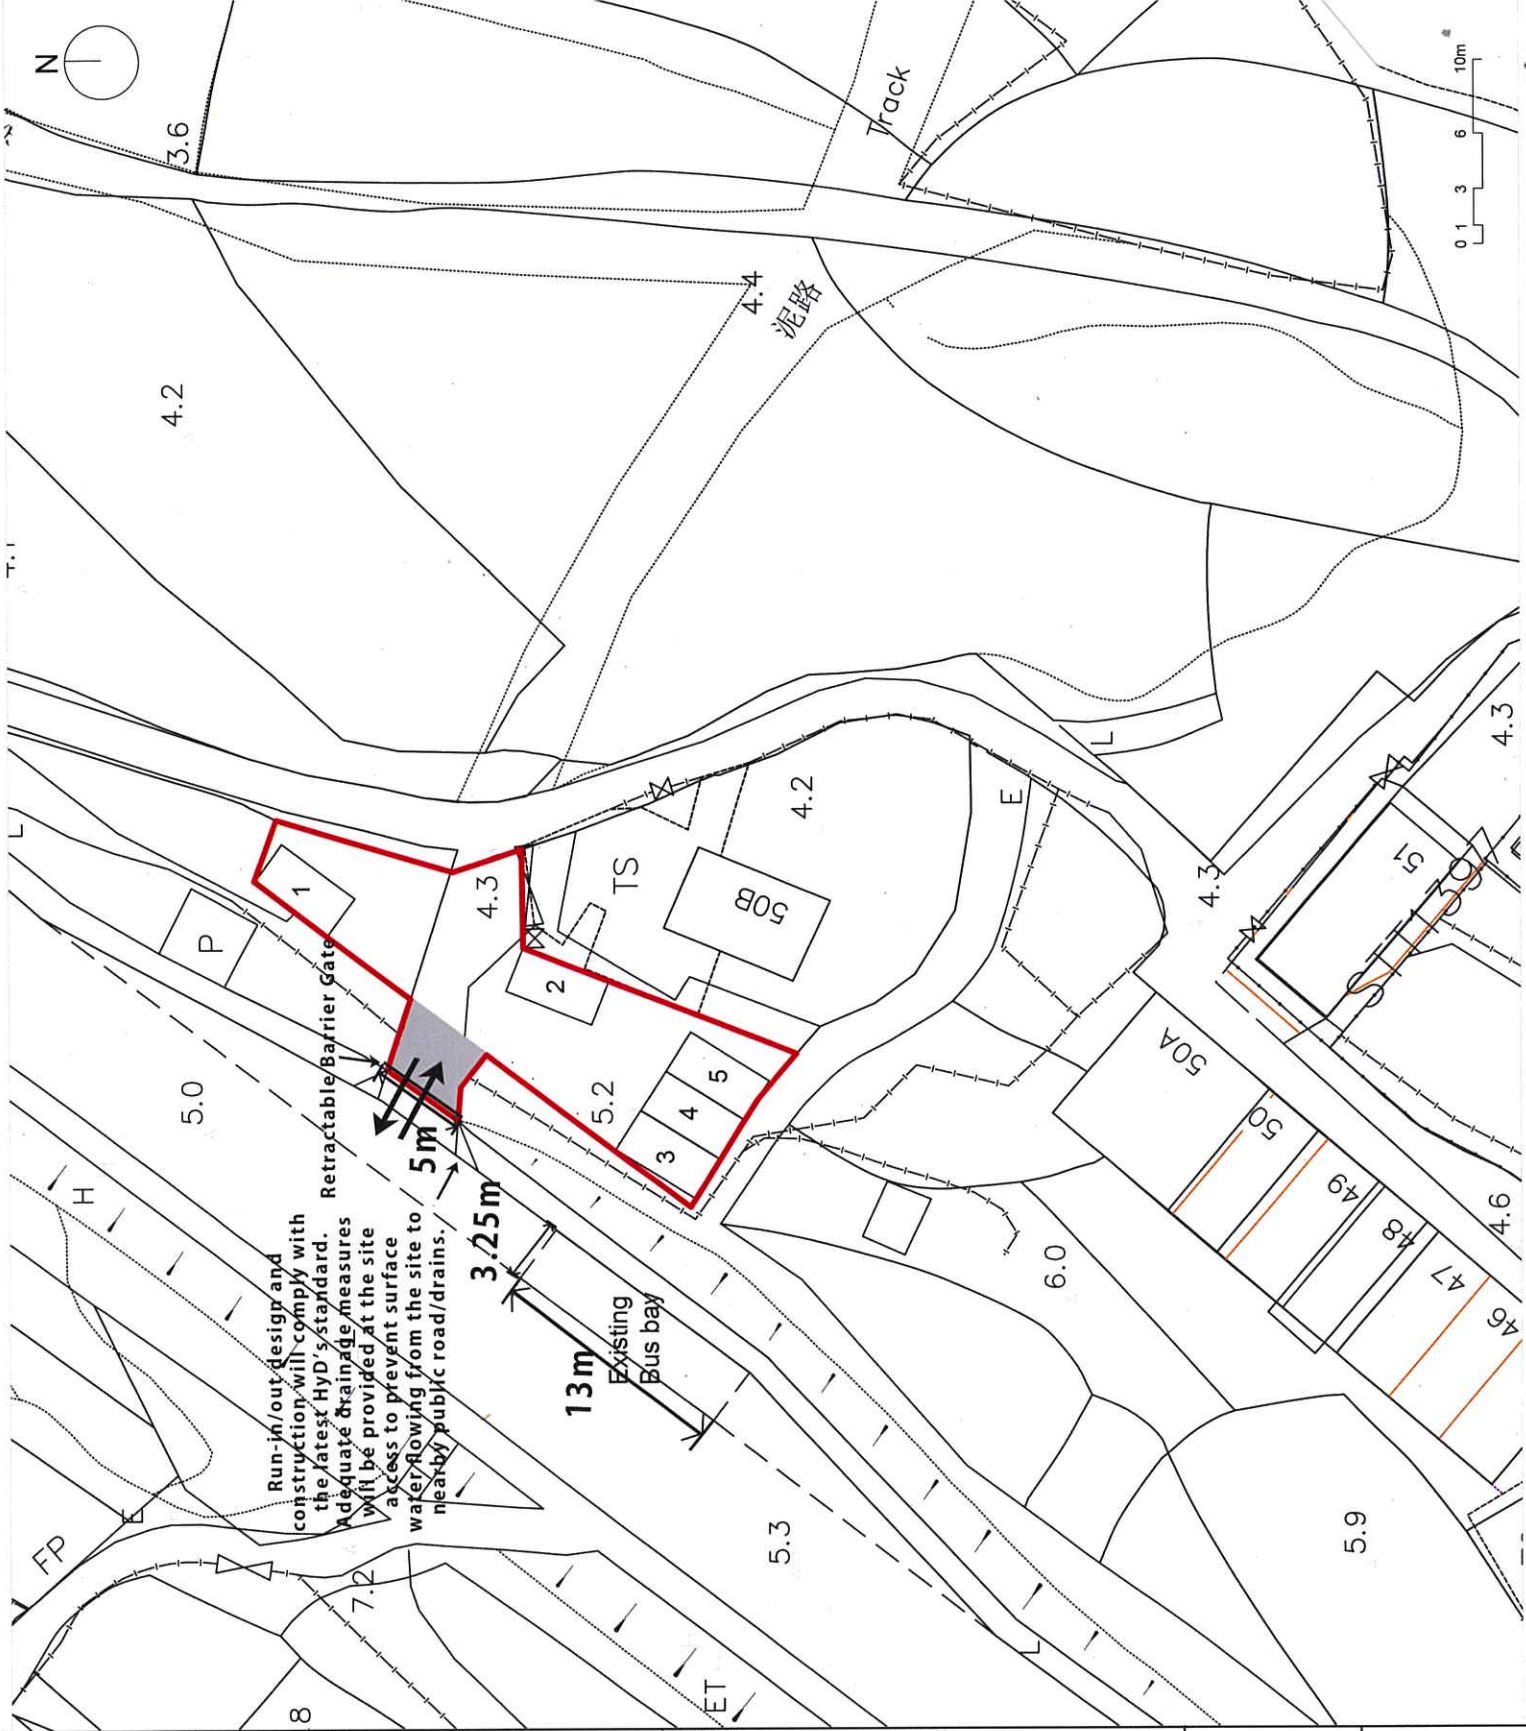 N
3.6
Track
10m
6
3
0 1
4.4
泥路
4.2
L
P
1
4.3
TS
4.2
50B
E
L
4.3
4.3
51
2
Retractable Barrier Gate
5.0
5m
5.2
3
4
5
50A
50
49
48
47
46
4.6
H
Run-in/out design and
construction will comply with
the latest HyD's standard.
Adequate drainage measures
will be provided at the site
access to prevent surface
water flowing from the site to
nearby public road/drains.
3.25m
13m
Existing
Bus bay
6.0
FP
E
7.2
5.3
5.9
8
ET
L